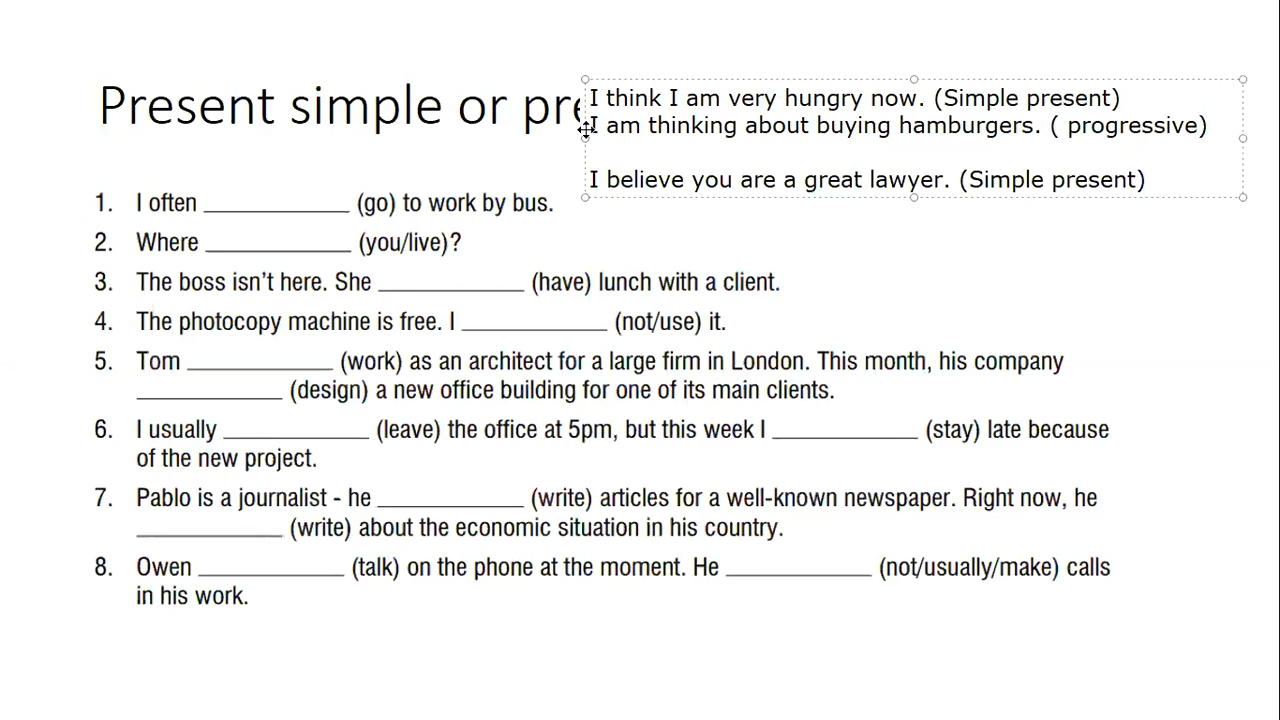 Present simple or pre
I think I am very hungry now. (Simple present)
I am thinking about buying hamburgers. ( progressive)
I believe you are a great lawyer. (Simple present)
1. I often ____________ (go) to work by bus.
2. Where ____________ (you/live)?
3. The boss isn't here. She ____________ (have) lunch with a client.
4. The photocopy machine is free. I ____________ (not/use) it.
5. Tom ____________ (work) as an architect for a large firm in London. This month, his company
____________ (design) a new office building for one of its main clients.
6. I usually ____________ (leave) the office at 5pm, but this week I ____________ (stay) late because
of the new project.
7. Pablo is a journalist - he ____________ (write) articles for a well-known newspaper. Right now, he
____________ (write) about the economic situation in his country.
8. Owen ____________ (talk) on the phone at the moment. He ____________ (not/usually/make) calls
in his work.